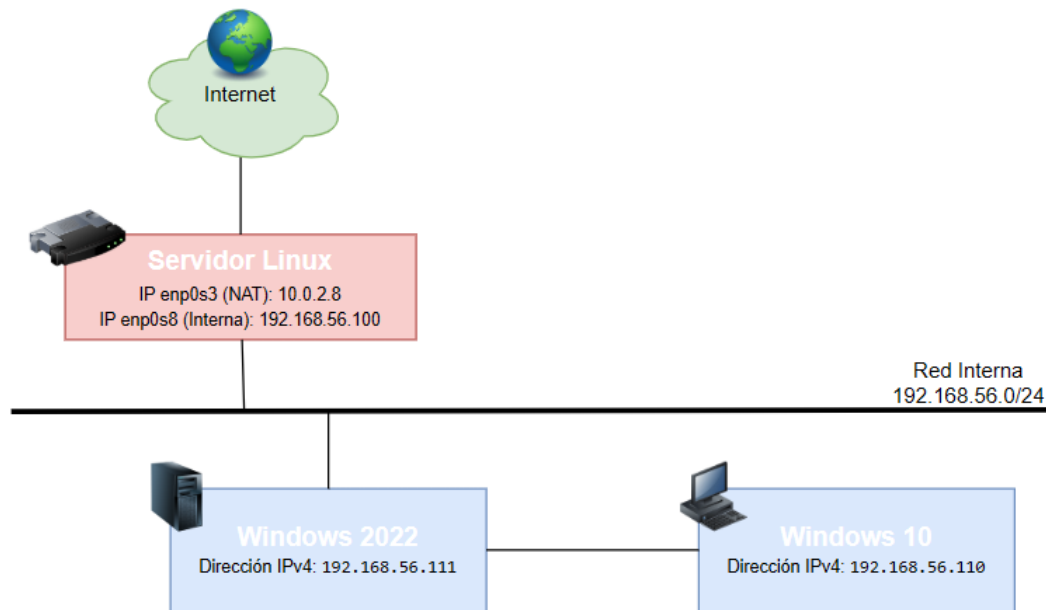 Internet
Servidor Linux
IP enp0s3 (NAT): 10.0.2.8
IP enp0s8 (Interna): 192.168.56.100
Red Interna
192.168.56.0/24
Windows 2022
Dirección IPv4: 192.168.56.111
Windows 10
Dirección IPv4: 192.168.56.110